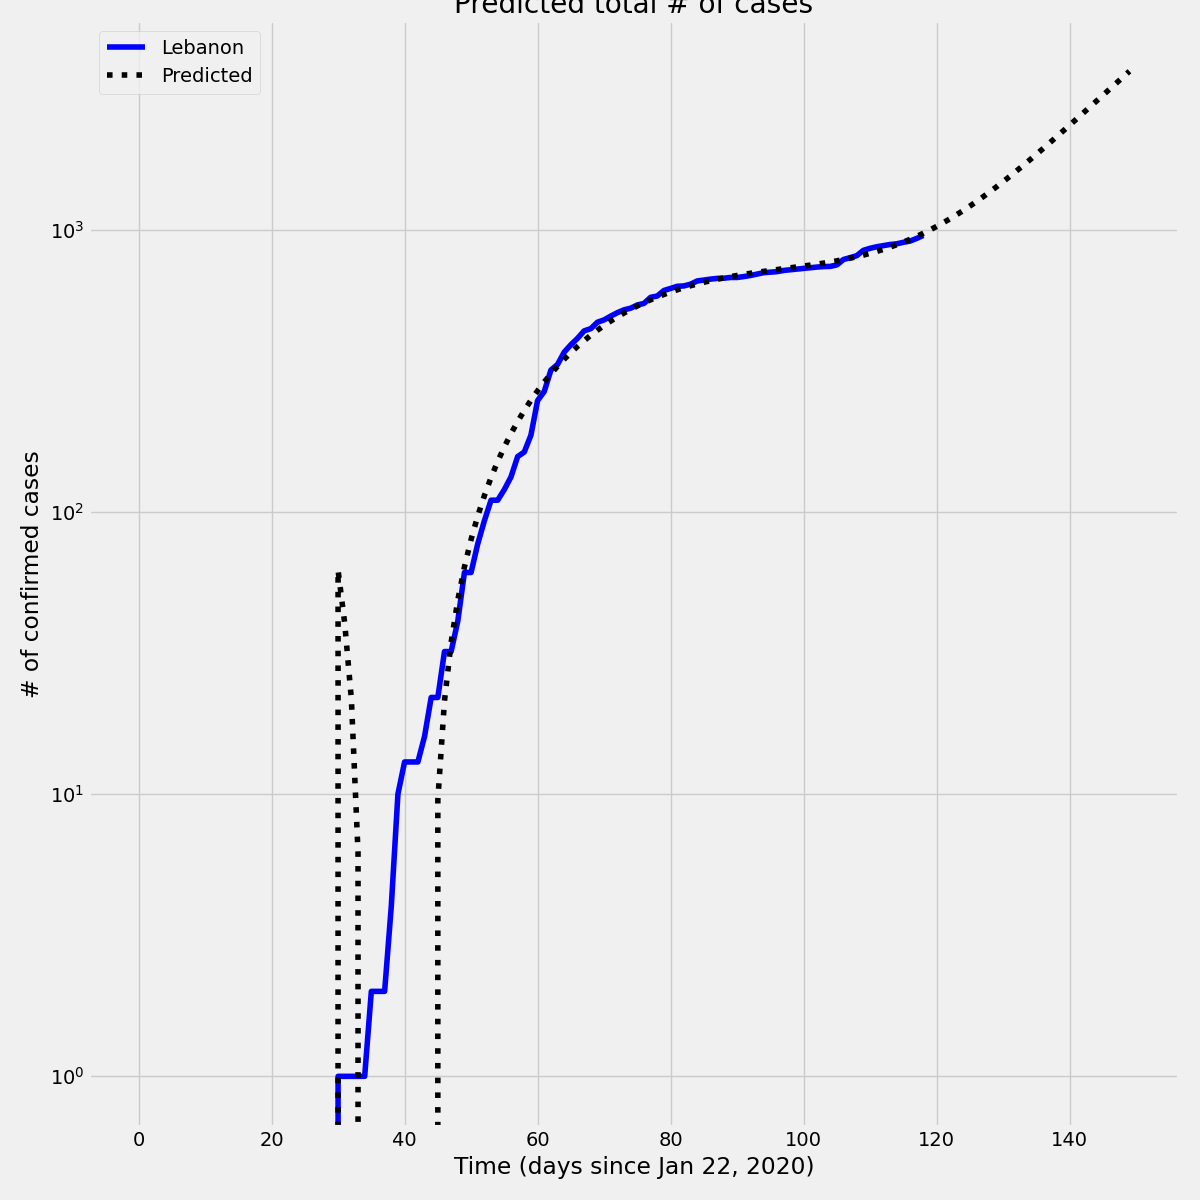 Predicted total # of cases
Lebanon
Predicted
10³
10²
10¹
10⁰
# of confirmed cases
0 20 40 60 80 100 120 140
Time (days since Jan 22, 2020)